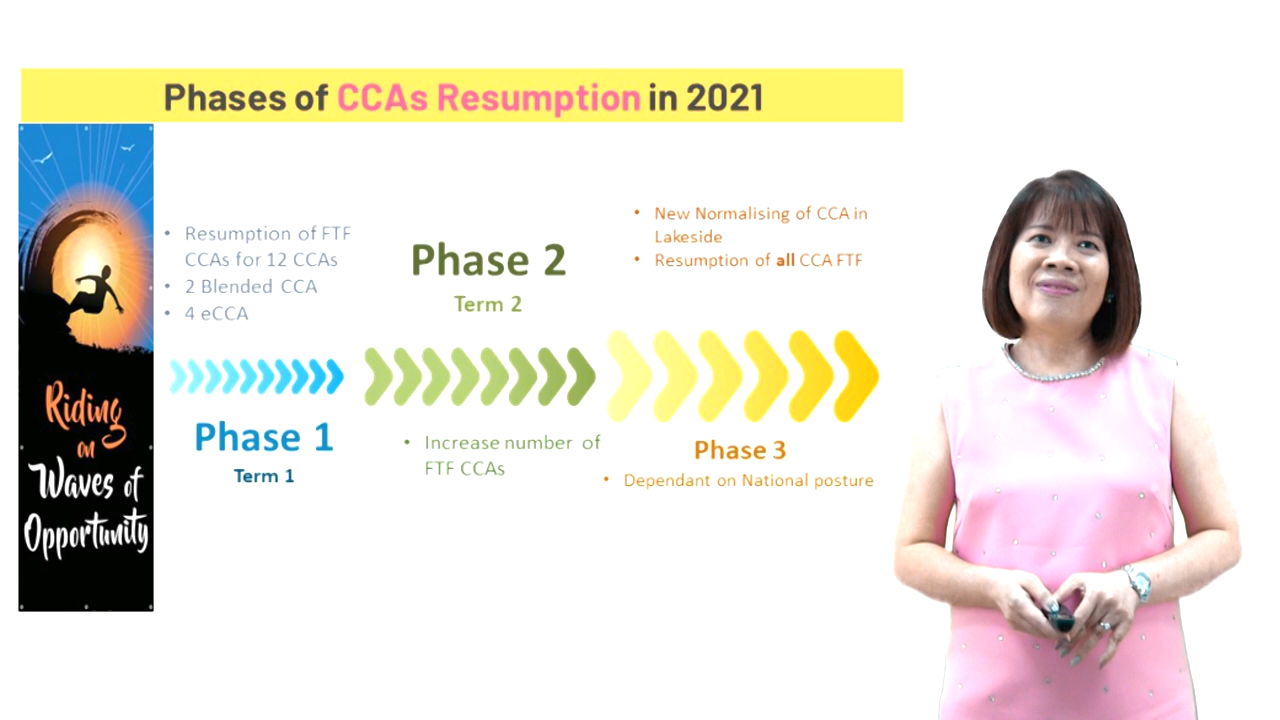 Phases of CCAs Resumption in 2021
Riding
on
Waves of
Opportunity
• Resumption of FTF
CCAs for 12 CCAs
• 2 Blended CCA
• 4 eCCA
Phase 1
Term 1
Phase 2
Term 2
• Increase number of
FTF CCAs
• New Normalising of CCA in
Lakeside
• Resumption of all CCA FTF
Phase 3
• Dependant on National posture